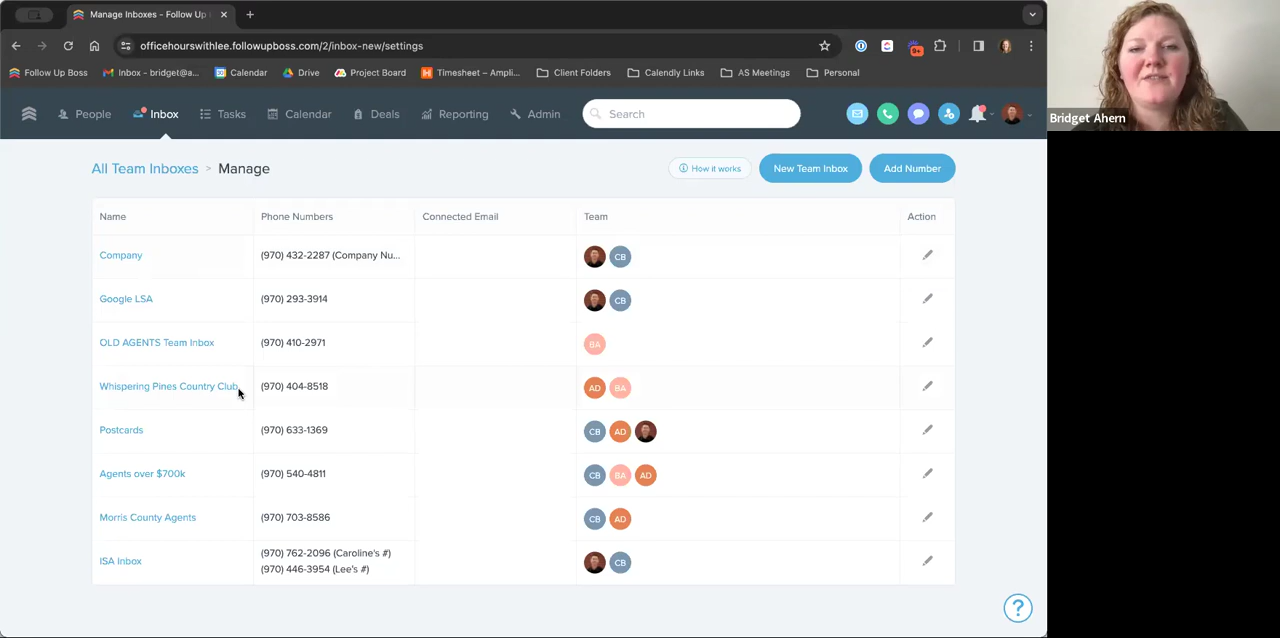 Manage Inboxes - Follow Up
officehourswithlee.followupboss.com/2/inbox-new/settings
9+
Follow Up Boss
Inbox - bridget@a...
Calendar
Drive
Project Board
Timesheet – Ampli...
Client Folders
Calendly Links
AS Meetings
Personal
People
Inbox
Tasks
Calendar
Deals
Reporting
Admin
Search
Bridget Ahern
All Team Inboxes > Manage
How it works
New Team Inbox
Add Number
Name
Phone Numbers
Connected Email
Team
Action
Company
(970) 432-2287 (Company Nu...
CB
Google LSA
(970) 293-3914
CB
OLD AGENTS Team Inbox
(970) 410-2971
BA
Whispering Pines Country Club
(970) 404-8518
AD BA
Postcards
(970) 633-1369
CB AD
Agents over $700k
(970) 540-4811
CB BA AD
Morris County Agents
(970) 703-8586
CB AD
ISA Inbox
(970) 762-2096 (Caroline's #)
(970) 446-3954 (Lee's #)
CB
?